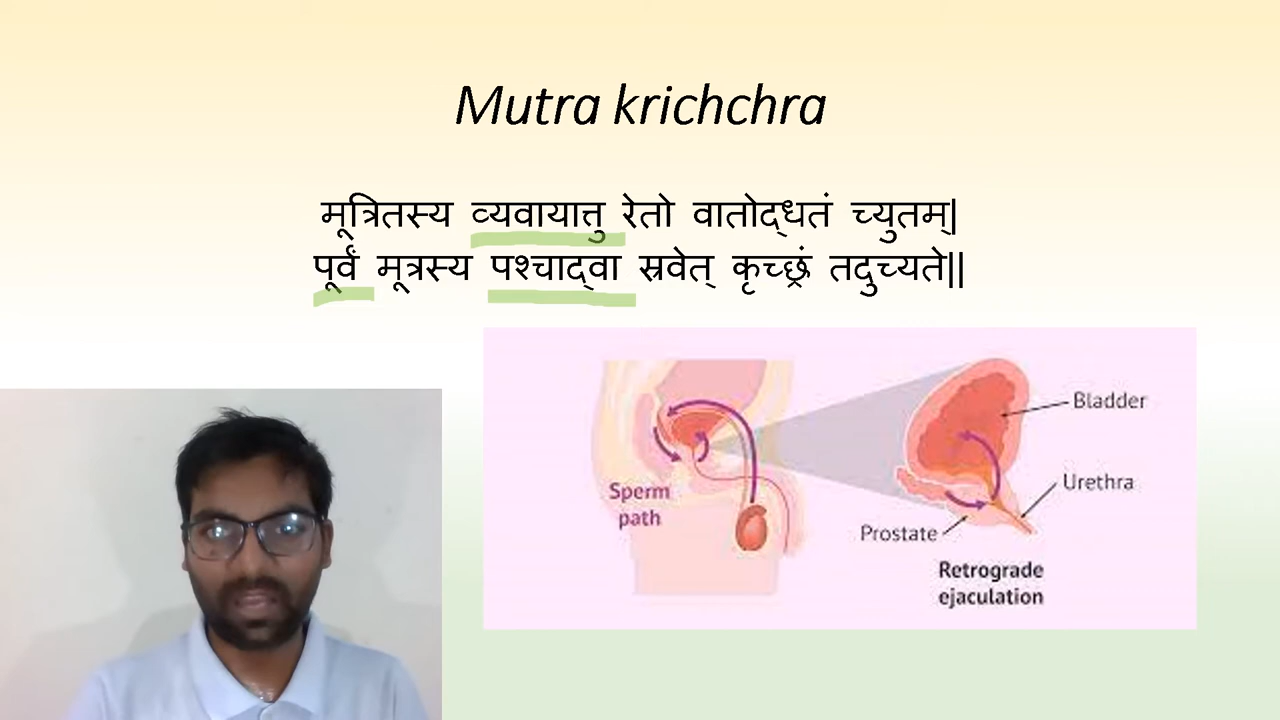 Mutra krichchra
मूत्रितस्य व्यवायात्तु रेतो वातोद्धतं च्युतम्|
पूर्वं मूत्रस्य पश्चाद्वा स्रवेत् कृच्छ्रं तदुच्यते||
Bladder
Urethra
Sperm
path
Prostate
Retrograde
ejaculation